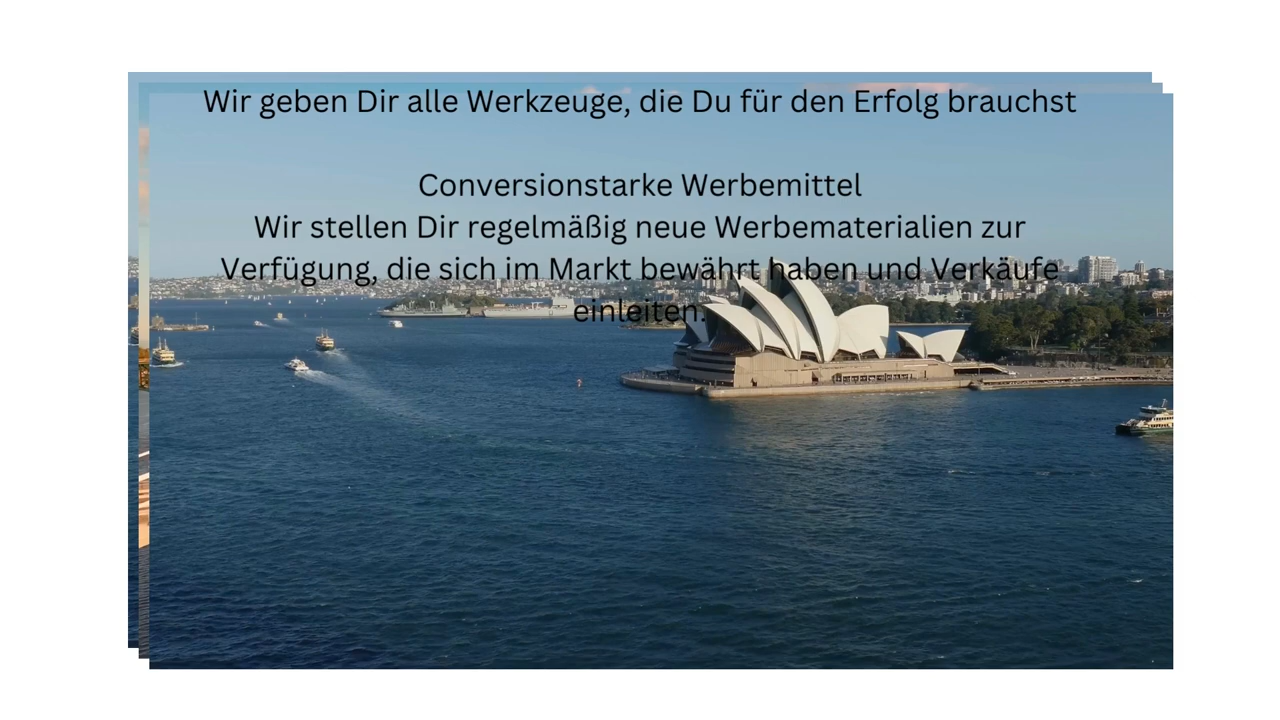 Wir geben Dir alle Werkzeuge, die Du für den Erfolg brauchst
Conversionstarke Werbemittel
Wir stellen Dir regelmäßig neue Werbematerialien zur
Verfügung, die sich im Markt bewährt haben und Verkäufe
einleiten.